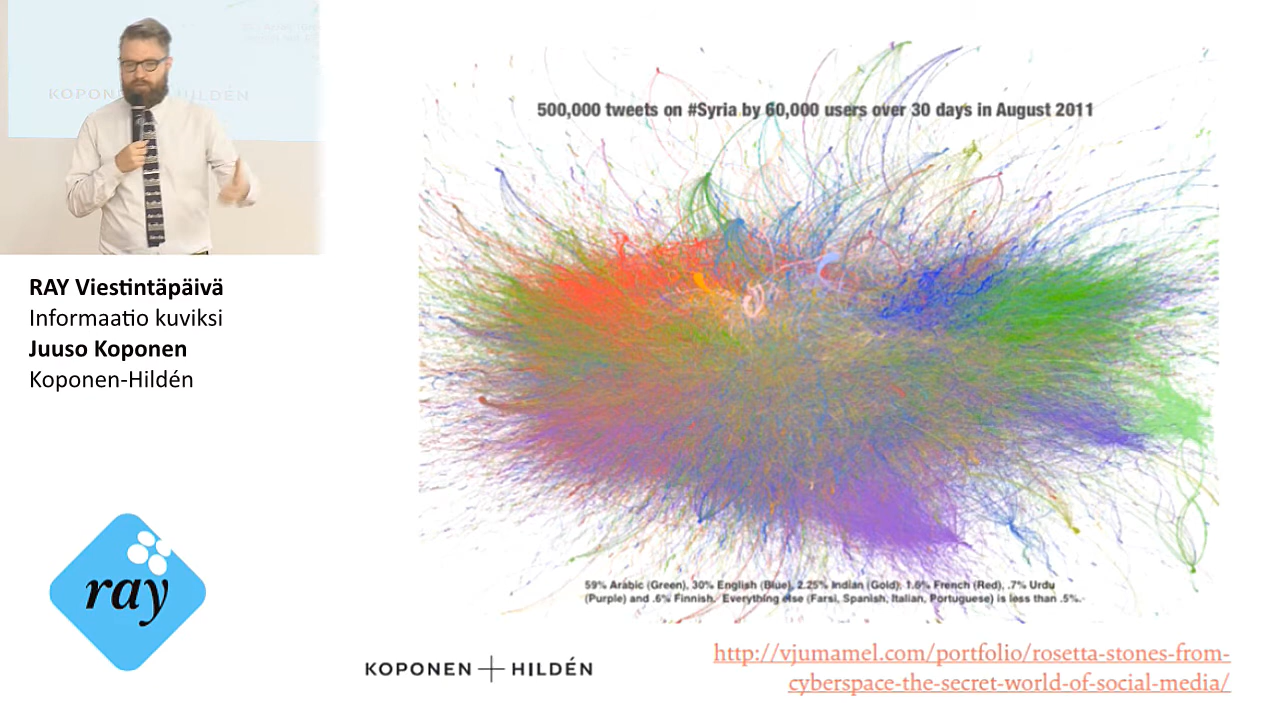 KOPONEN HILDÉN
RAY Viestintäpäivä
Informaatio kuviksi
Juuso Koponen
Koponen-Hildén
ray
500,000 tweets on #Syria by 60,000 users over 30 days in August 2011
59% Arabic (Green), 30% English (Blue), 2.25% Indian (Gold), 1.6% French (Red), .7% Urdu
(Purple) and .6% Finnish. Everything else (Farsi, Spanish, Italian, Portuguese) is less than .5%.
KOPONEN + HILDÉN
http://vjumamel.com/portfolio/rosetta-stones-from-
cyberspace-the-secret-world-of-social-media/